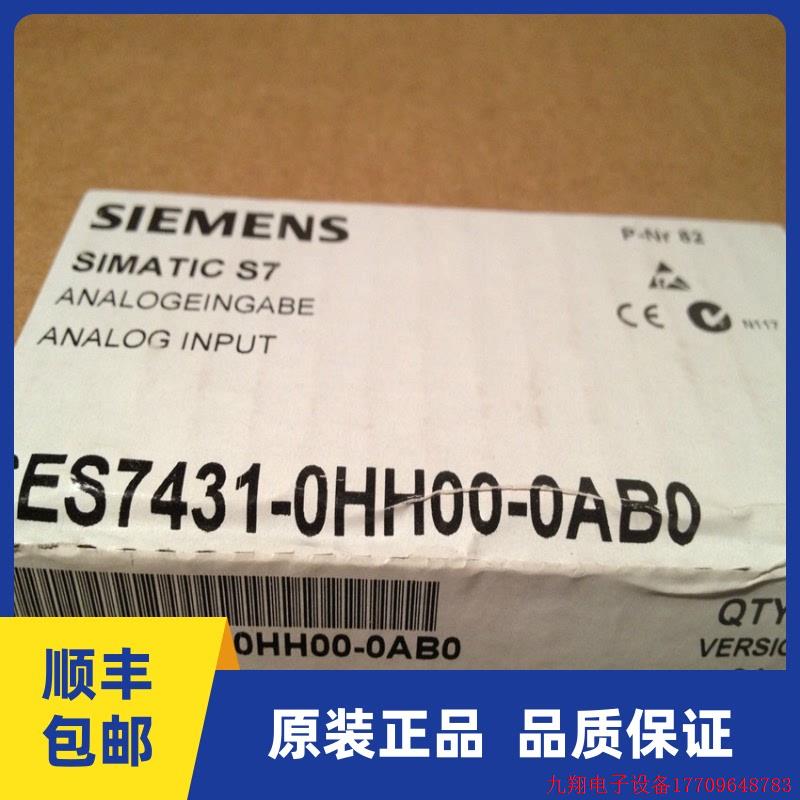 SIEMENS
P-Nr 82
SIMATIC S7
ANALOGEINGABE
ANALOG INPUT
CE
N117
6ES7431-0HH00-0AB0
QTY
0HH00-0AB0
VERSIO
顺丰
包邮
原装正品 品质保证
九翔电子设备17709648783